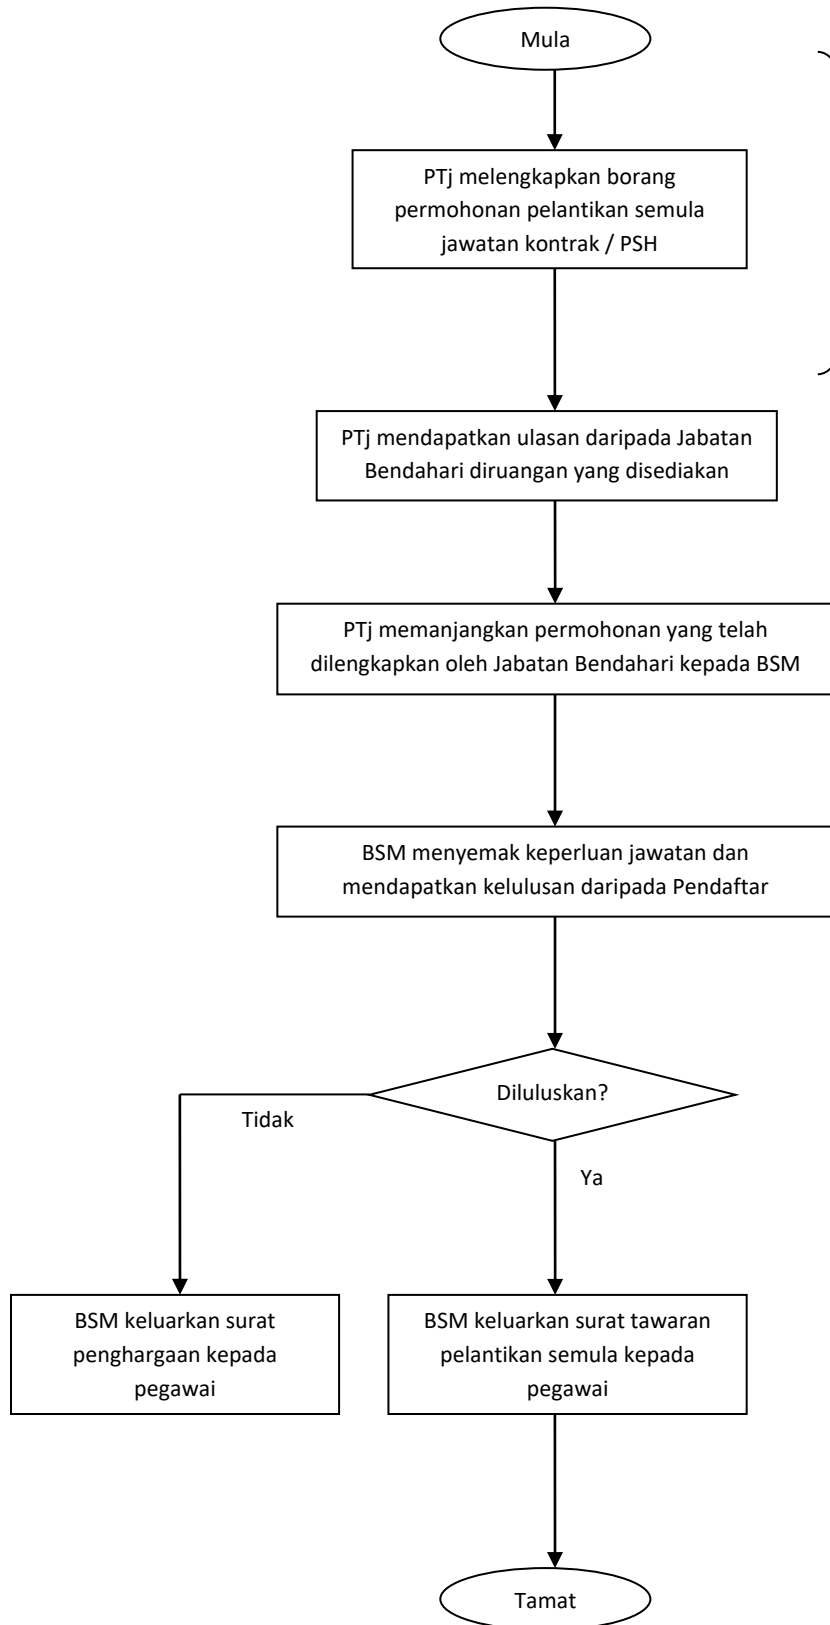 Mula
PTj melengkapkan borang
permohonan pelantikan semula
jawatan kontrak / PSH
PTj mendapatkan ulasan daripada Jabatan
Bendahari diruangan yang disediakan
PTj memanjangkan permohonan yang telah
dilengkapkan oleh Jabatan Bendahari kepada BSM
BSM menyemak keperluan jawatan dan
mendapatkan kelulusan daripada Pendaftar
Diluluskan?
Tidak
Ya
BSM keluarkan surat
penghargaan kepada
pegawai
BSM keluarkan surat tawaran
pelantikan semula kepada
pegawai
Tamat